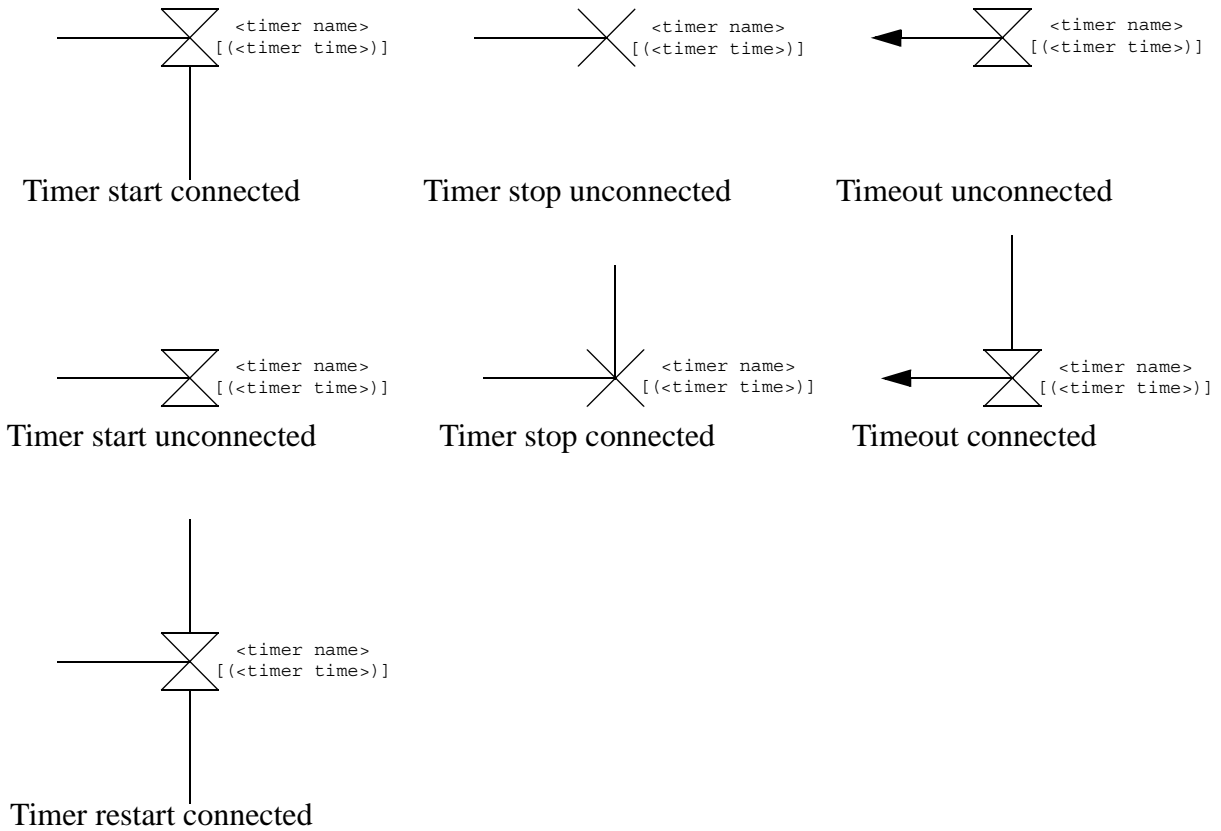 <timer name>
[(<timer time>)]
<timer name>
[(<timer time>)]
<timer name>
[(<timer time>)]
Timer start connected
Timer stop unconnected
Timeout unconnected
<timer name>
[(<timer time>)]
<timer name>
[(<timer time>)]
<timer name>
[(<timer time>)]
Timer start unconnected
Timer stop connected
Timeout connected
<timer name>
[(<timer time>)]
Timer restart connected